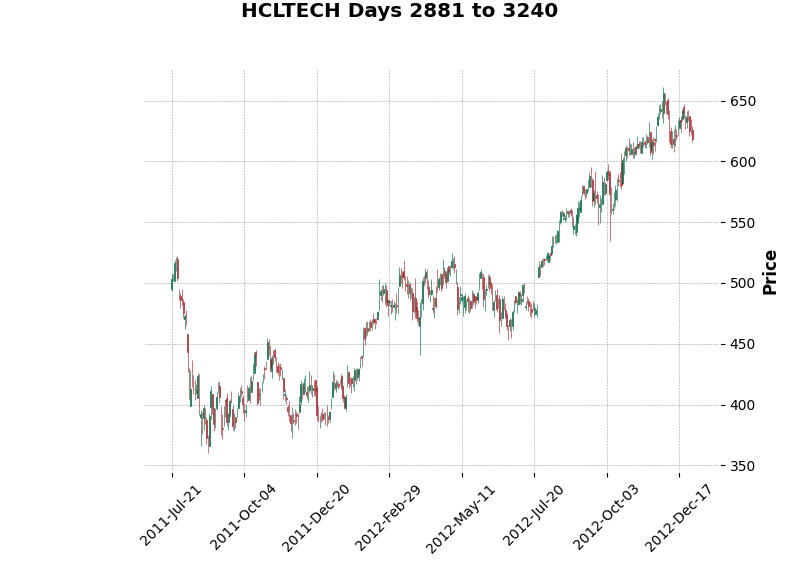 HCLTECH Days 2881 to 3240
650
600
550
500
450
400
350
Price
2011-Jul-21
2011-Oct-04
2011-Dec-20
2012-Feb-29
2012-May-11
2012-Jul-20
2012-Oct-03
2012-Dec-17